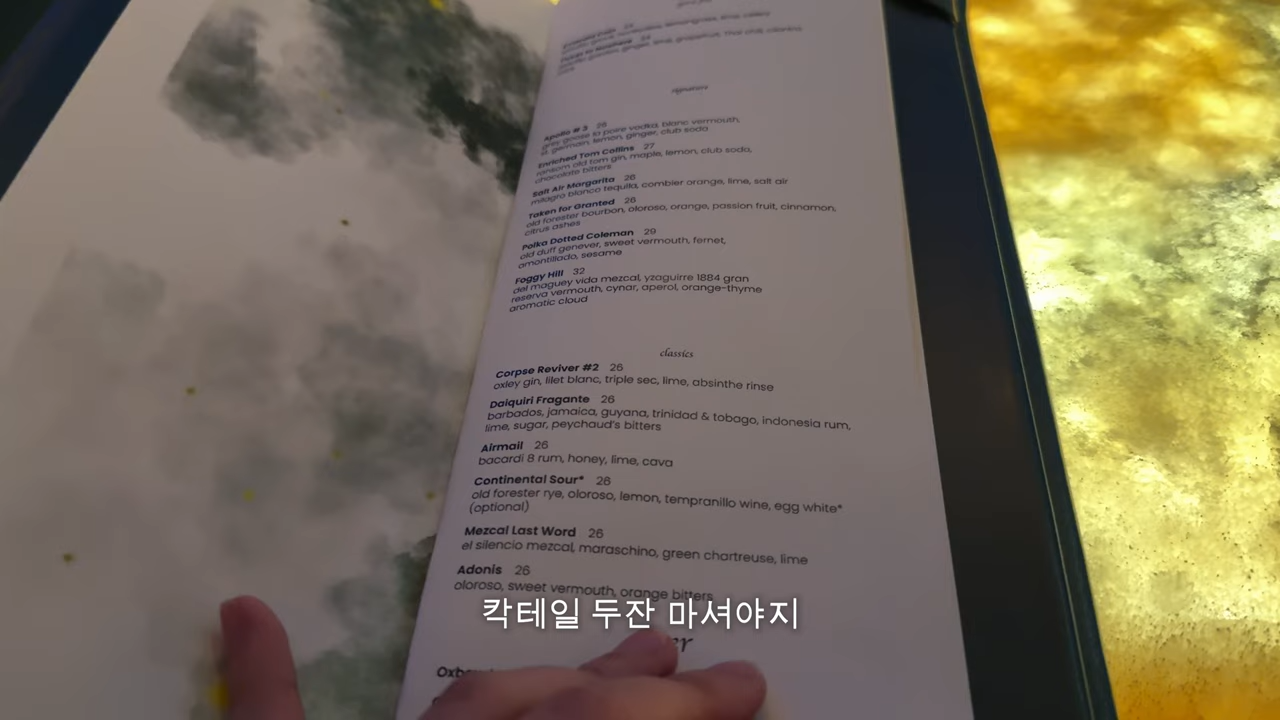 signature
Apollo #3 26
grey goose la poire vodka, blanc vermouth,
st. germain, lemon, ginger, club soda
Enriched Tom Collins 27
ransom old tom gin, maple, lemon, club soda,
chocolate bitters
Salt Air Margarita 26
milagro blanco tequila, combier orange, lime, salt air
Taken for Granted 26
old forester bourbon, oloroso, orange, passion fruit, cinnamon,
citrus ashes
Polka Dotted Coleman 29
old duff genever, sweet vermouth, fernet,
amontillado, sesame
Foggy Hill 32
del maguey vida mezcal, yzaguirre 1884 gran
reserva vermouth, cynar, aperol, orange-thyme
aromatic cloud
classics
Corpse Reviver #2 26
oxley gin, lilet blanc, triple sec, lime, absinthe rinse
Daiquiri Fragante 26
barbados, jamaica, guyana, trinidad & tobago, indonesia rum,
lime, sugar, peychaud's bitters
Airmail 26
bacardi 8 rum, honey, lime, cava
Continental Sour* 26
old forester rye, oloroso, lemon, tempranillo wine, egg white*
(optional)
Mezcal Last Word 26
el silencio mezcal, maraschino, green chartreuse, lime
Adonis 26
oloroso, sweet vermouth, orange bitters
칵테일 두잔 마셔야지